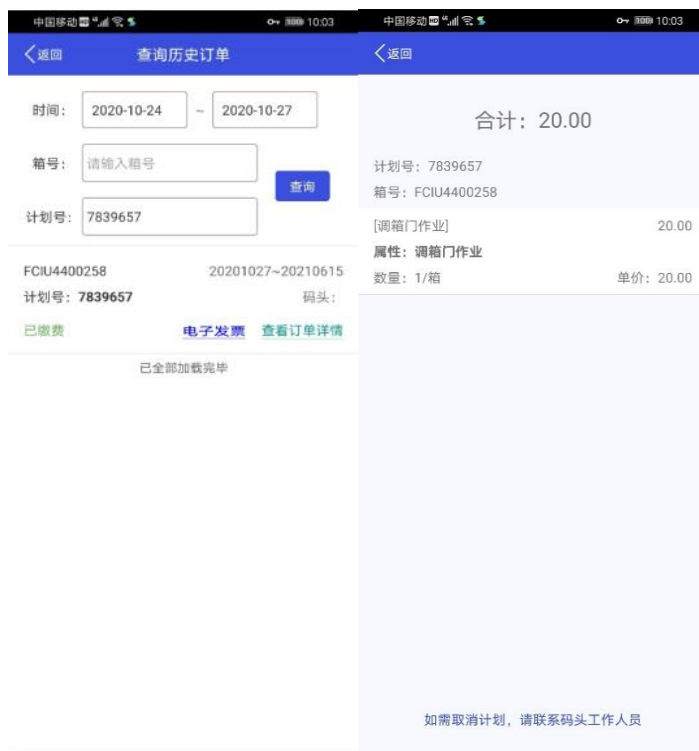 中国移动 HD 4G 10:03
返回 查询历史订单
时间： 2020-10-24 ~ 2020-10-27
箱号： 请输入箱号
查询
计划号： 7839657
FCIU4400258 20201027~20210615
计划号：7839657 码头：
已缴费 电子发票 查看订单详情
已全部加载完毕
中国移动 HD 4G 10:03
返回
合计：20.00
计划号：7839657
箱号：FCIU4400258
[调箱门作业] 20.00
属性：调箱门作业
数量：1/箱 单价：20.00
如需取消计划，请联系码头工作人员